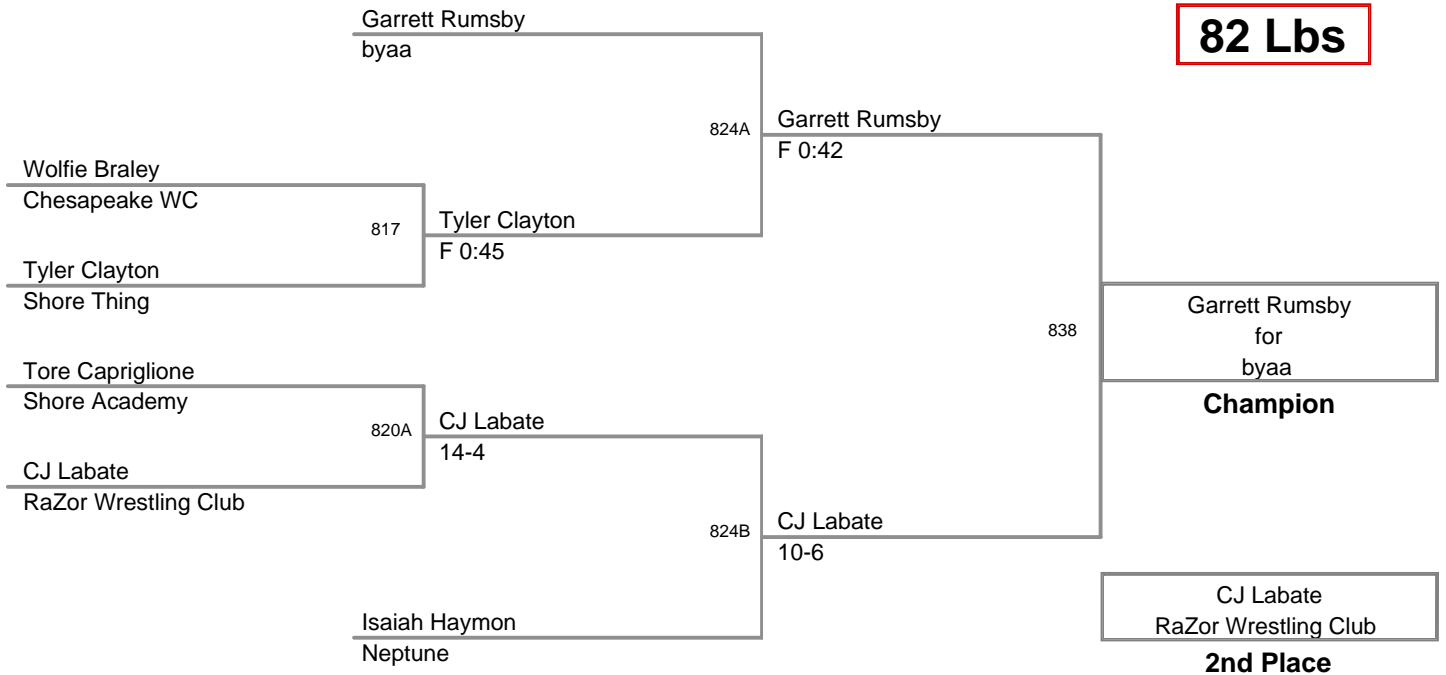 82 Lbs
Garrett Rumsby
byaa
824A
Garrett Rumsby
F 0:42
Wolfie Braley
Chesapeake WC
817
Tyler Clayton
F 0:45
Tyler Clayton
Shore Thing
838
Garrett Rumsby
for
byaa
Champion
Tore Capriglione
Shore Academy
820A
CJ Labate
14-4
CJ Labate
RaZor Wrestling Club
824B
CJ Labate
10-6
Isaiah Haymon
Neptune
CJ Labate
RaZor Wrestling Club
2nd Place